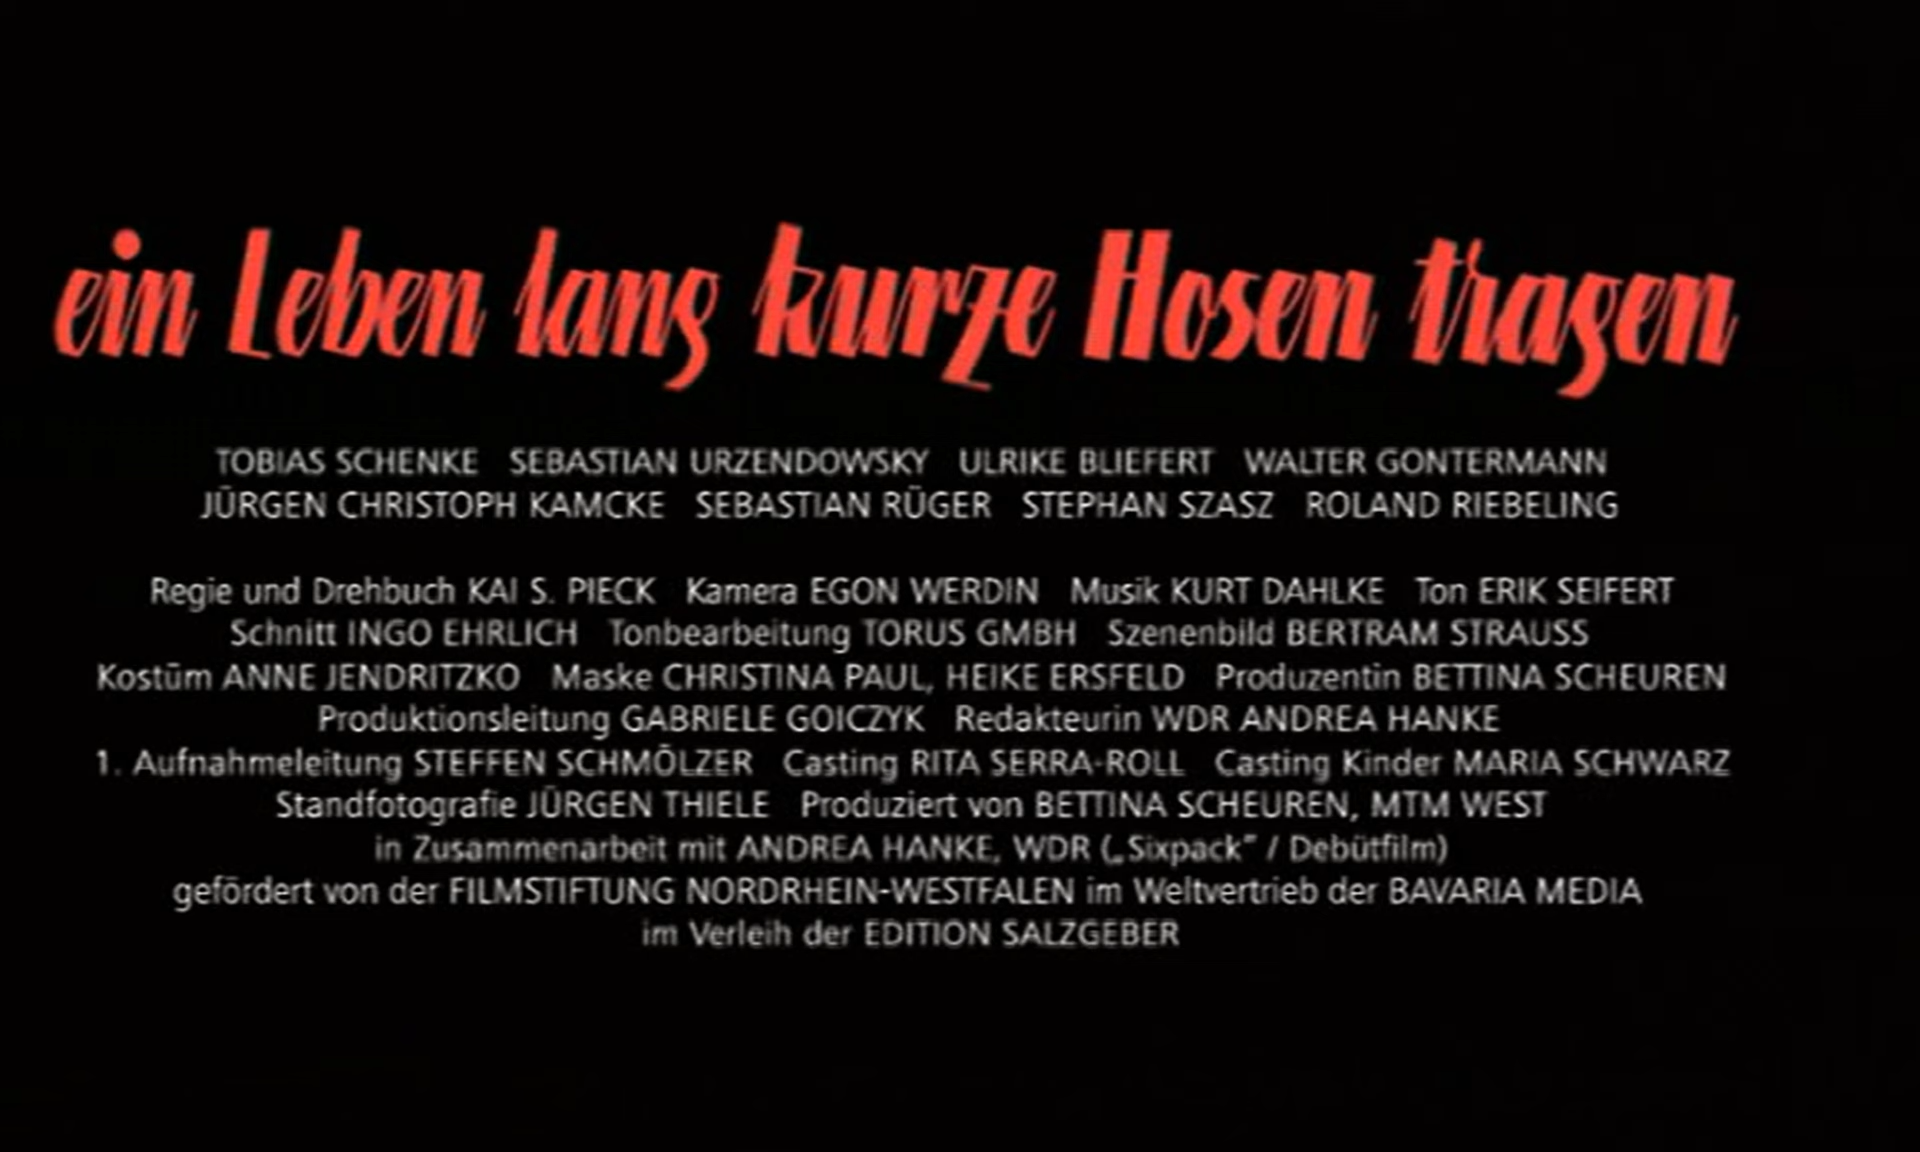 ein Leben lang kurze Hosen tragen
TOBIAS SCHENKE SEBASTIAN URZENDOWSKY ULRIKE BLIEFERT WALTER GONTERMANN
JÜRGEN CHRISTOPH KAMCKE SEBASTIAN RÜGER STEPHAN SZASZ ROLAND RIEBELING
Regie und Drehbuch KAI S. PIECK Kamera EGON WERDIN Musik KURT DAHLKE Ton ERIK SEIFERT
Schnitt INGO EHRLICH Tonbearbeitung TORUS GMBH Szenenbild BERTRAM STRAUSS
Kostüm ANNE JENDRITZKO Maske CHRISTINA PAUL, HEIKE ERSFELD Produzentin BETTINA SCHEUREN
Produktionsleitung GABRIELE GOICZYK Redakteurin WDR ANDREA HANKE
1. Aufnahmeleitung STEFFEN SCHMÖLZER Casting RITA SERRA-ROLL Casting Kinder MARIA SCHWARZ
Standfotografie JÜRGEN THIELE Produziert von BETTINA SCHEUREN, MTM WEST
in Zusammenarbeit mit ANDREA HANKE, WDR („Sixpack“ / Debütfilm)
gefördert von der FILMSTIFTUNG NORDRHEIN-WESTFALEN im Weltvertrieb der BAVARIA MEDIA
im Verleih der EDITION SALZGEBER